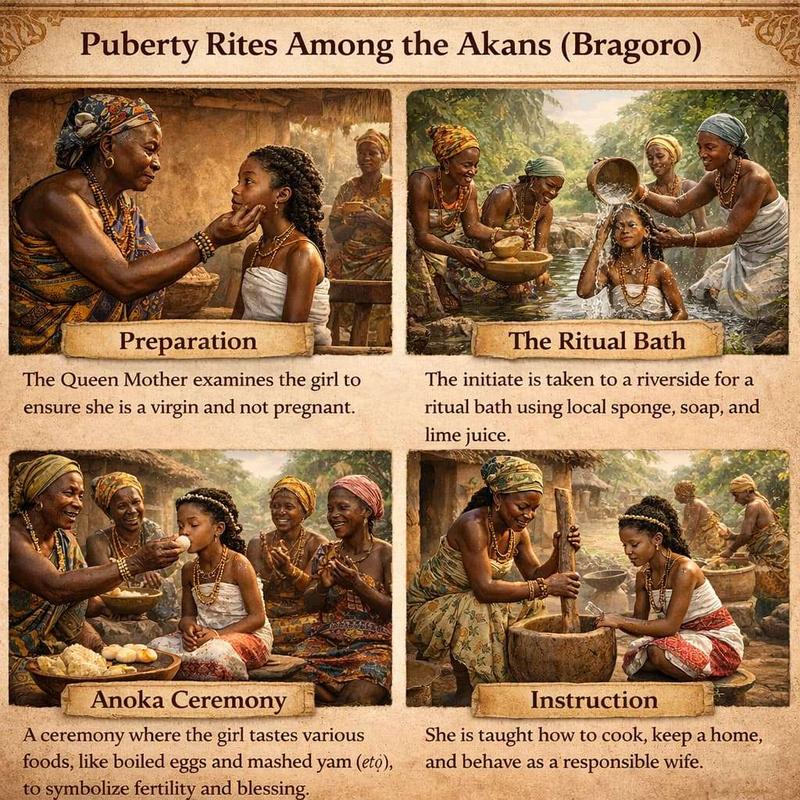 Puberty Rites Among the Akans (Bragoro)
Preparation
The Queen Mother examines the girl to
ensure she is a virgin and not pregnant.
The Ritual Bath
The initiate is taken to a riverside for a
ritual bath using local sponge, soap, and
lime juice.
Anoka Ceremony
A ceremony where the girl tastes various
foods, like boiled eggs and mashed yam (etọ́),
to symbolize fertility and blessing.
Instruction
She is taught how to cook, keep a home,
and behave as a responsible wife.